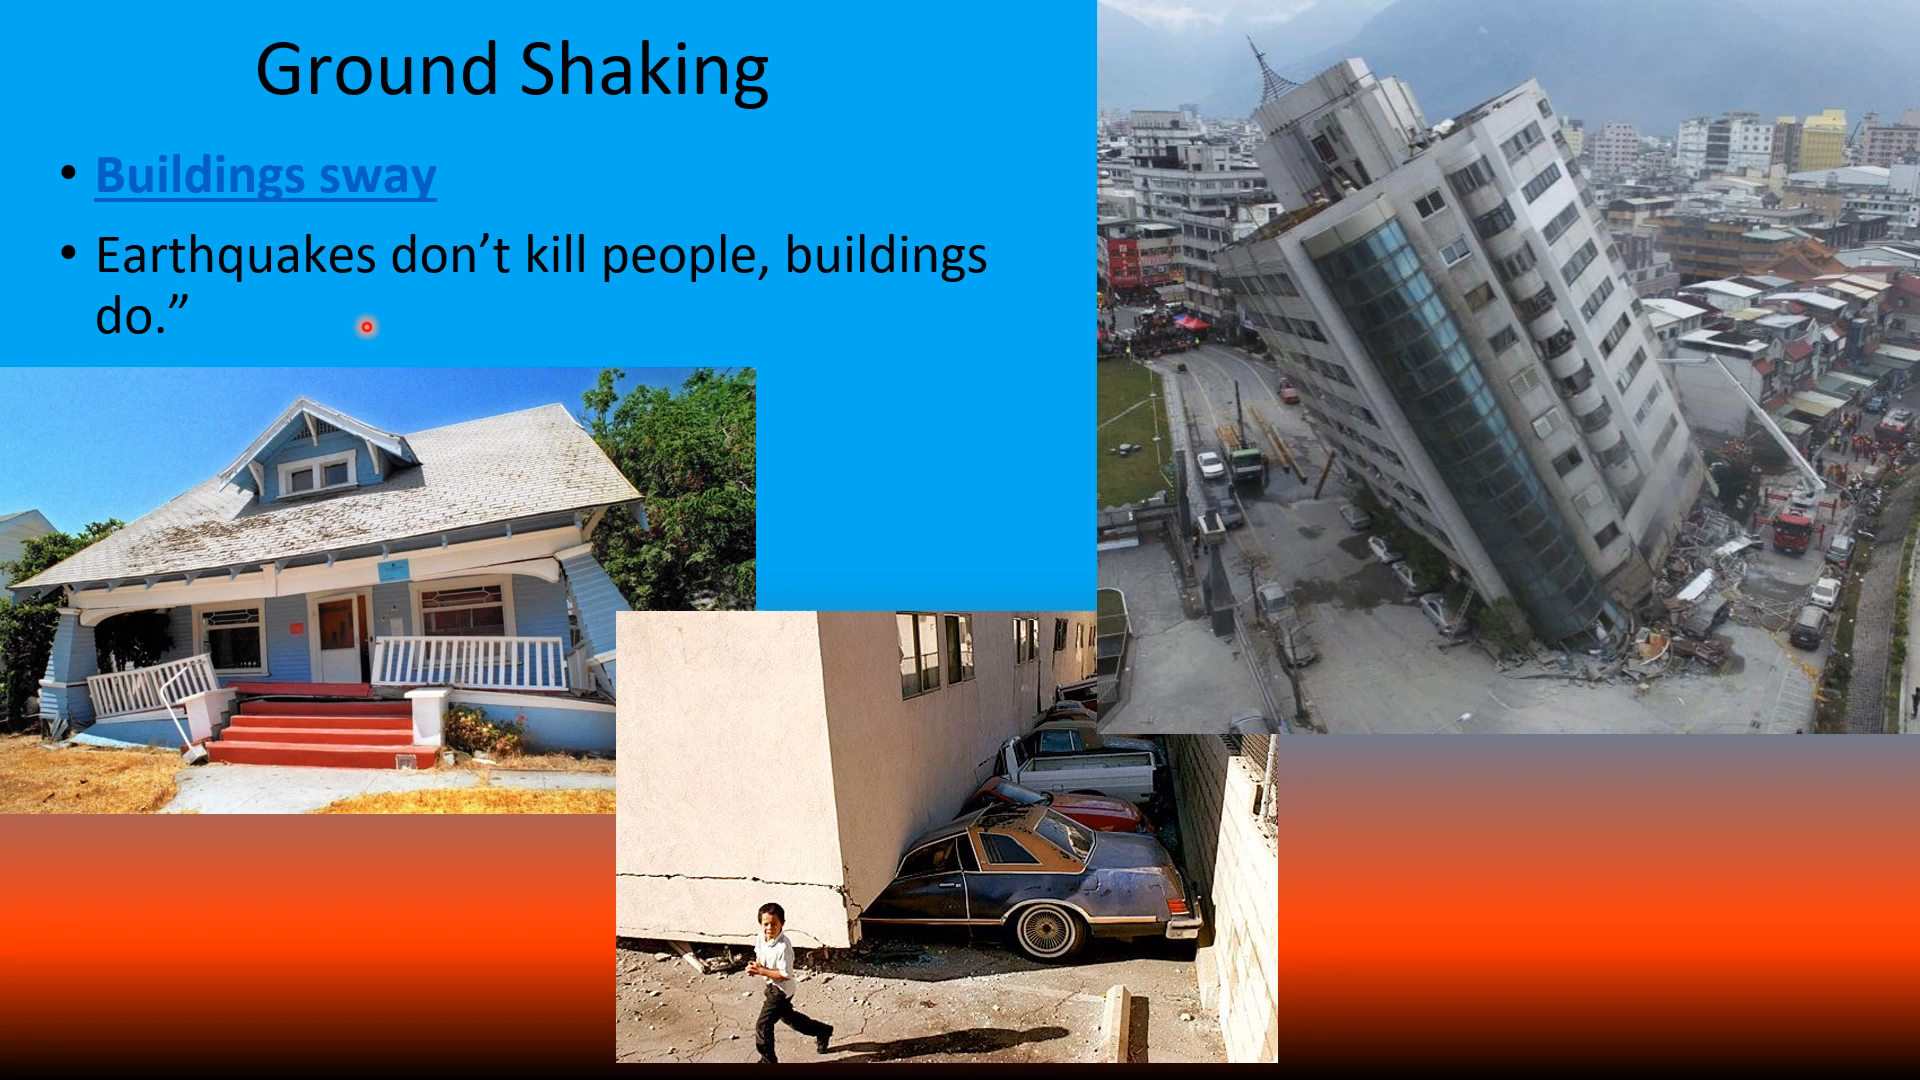 Ground Shaking
• Buildings sway
• Earthquakes don’t kill people, buildings
do.”